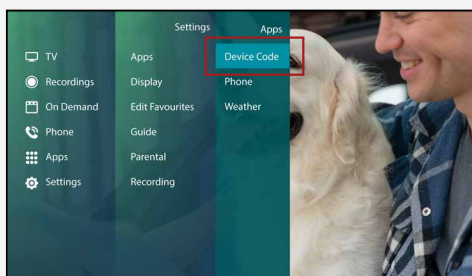 Settings
Apps
TV
Recordings
On Demand
Phone
Apps
Settings
Apps
Display
Edit Favourites
Guide
Parental
Recording
Device Code
Phone
Weather